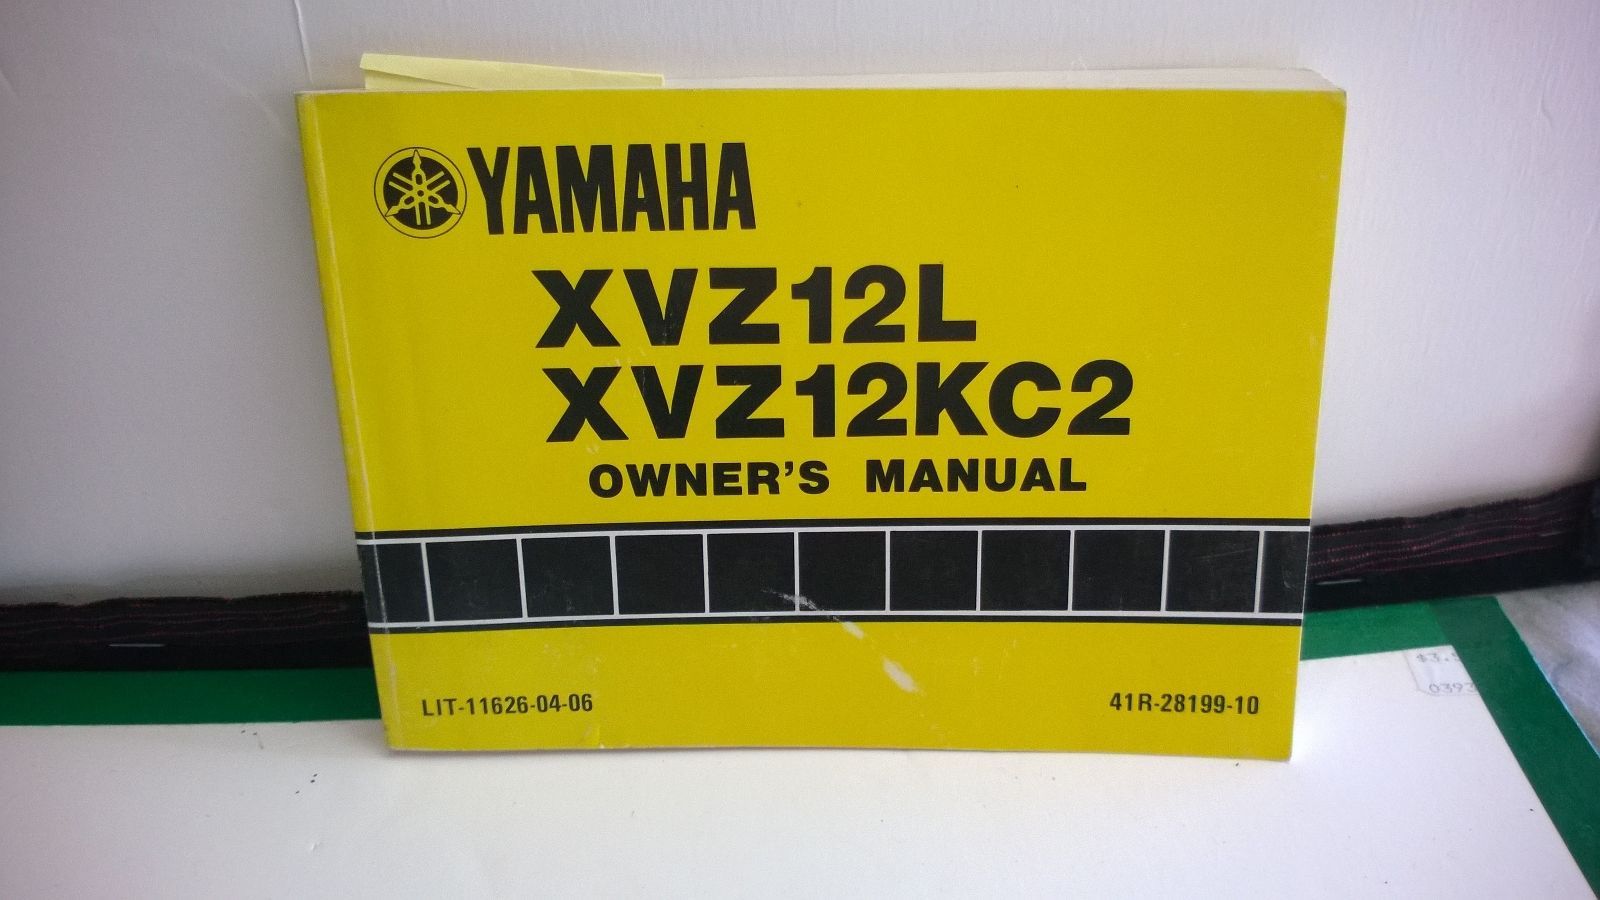 YAMAHA
XVZ12L
XVZ12KC2
OWNER'S MANUAL
LIT-11626-04-06
41R-28199-10